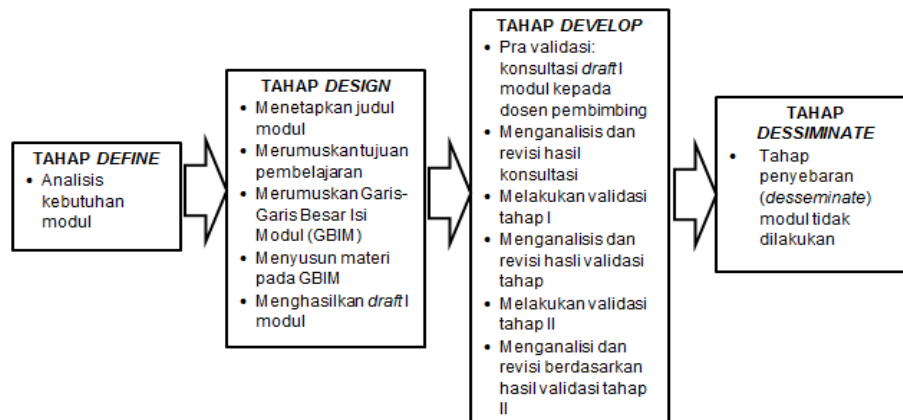 TAHAP DEFINE
• Analisis
kebutuhan
modul
TAHAP DESIGN
• Menetapkan judul
modul
• Merumuskan tujuan
pembelajaran
• Merumuskan Garis-
Garis Besar Isi
Modul (GBIM)
• Menyusun materi
pada GBIM
• Menghasilkan draft I
modul
TAHAP DEVELOP
• Pra validasi:
konsultasi draft I
modul kepada
dosen pembimbing
• Menganalisis dan
revisi hasil
konsultasi
• Melakukan validasi
tahap I
• Menganalisis dan
revisi hasli validasi
tahap
• Melakukan validasi
tahap II
• Menganalisi dan
revisi berdasarkan
hasil validasi tahap
II
TAHAP
DESSIMINATE
• Tahap
penyebaran
(desseminate)
modul tidak
dilakukan